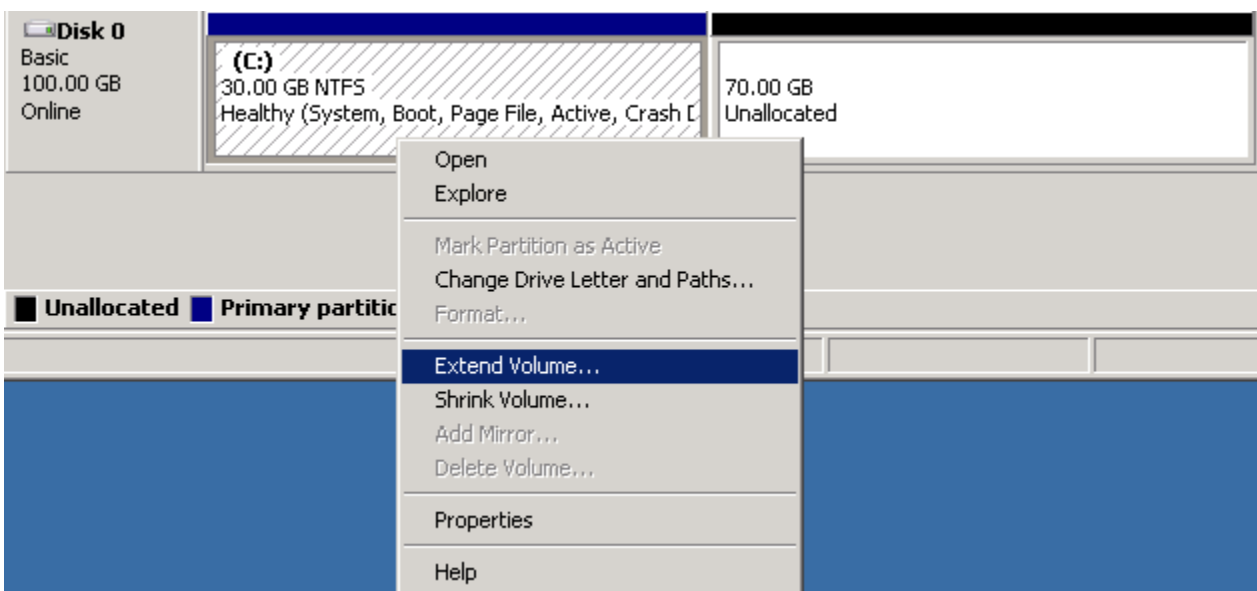 Disk 0
Basic
100.00 GB
Online
(C:)
30.00 GB NTFS
Healthy (System, Boot, Page File, Active, Crash D
70.00 GB
Unallocated
Open
Explore
Mark Partition as Active
Change Drive Letter and Paths...
Format...
Extend Volume...
Shrink Volume...
Add Mirror...
Delete Volume...
Properties
Help
Unallocated Primary partitic